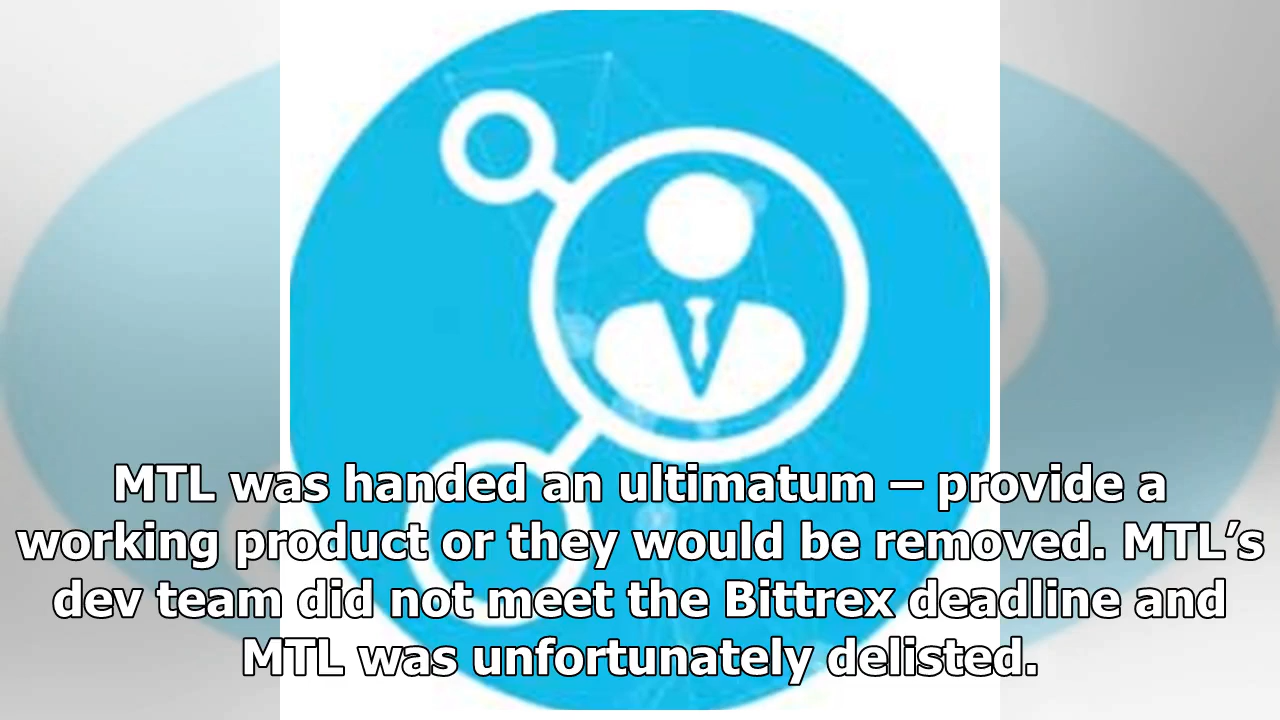 MTL was handed an ultimatum – provide a
working product or they would be removed. MTL’s
dev team did not meet the Bittrex deadline and
MTL was unfortunately delisted.